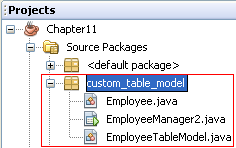 Projects
Chapter11
Source Packages
<default package>
custom_table_model
Employee.java
EmployeeManager2.java
EmployeeTableModel.java